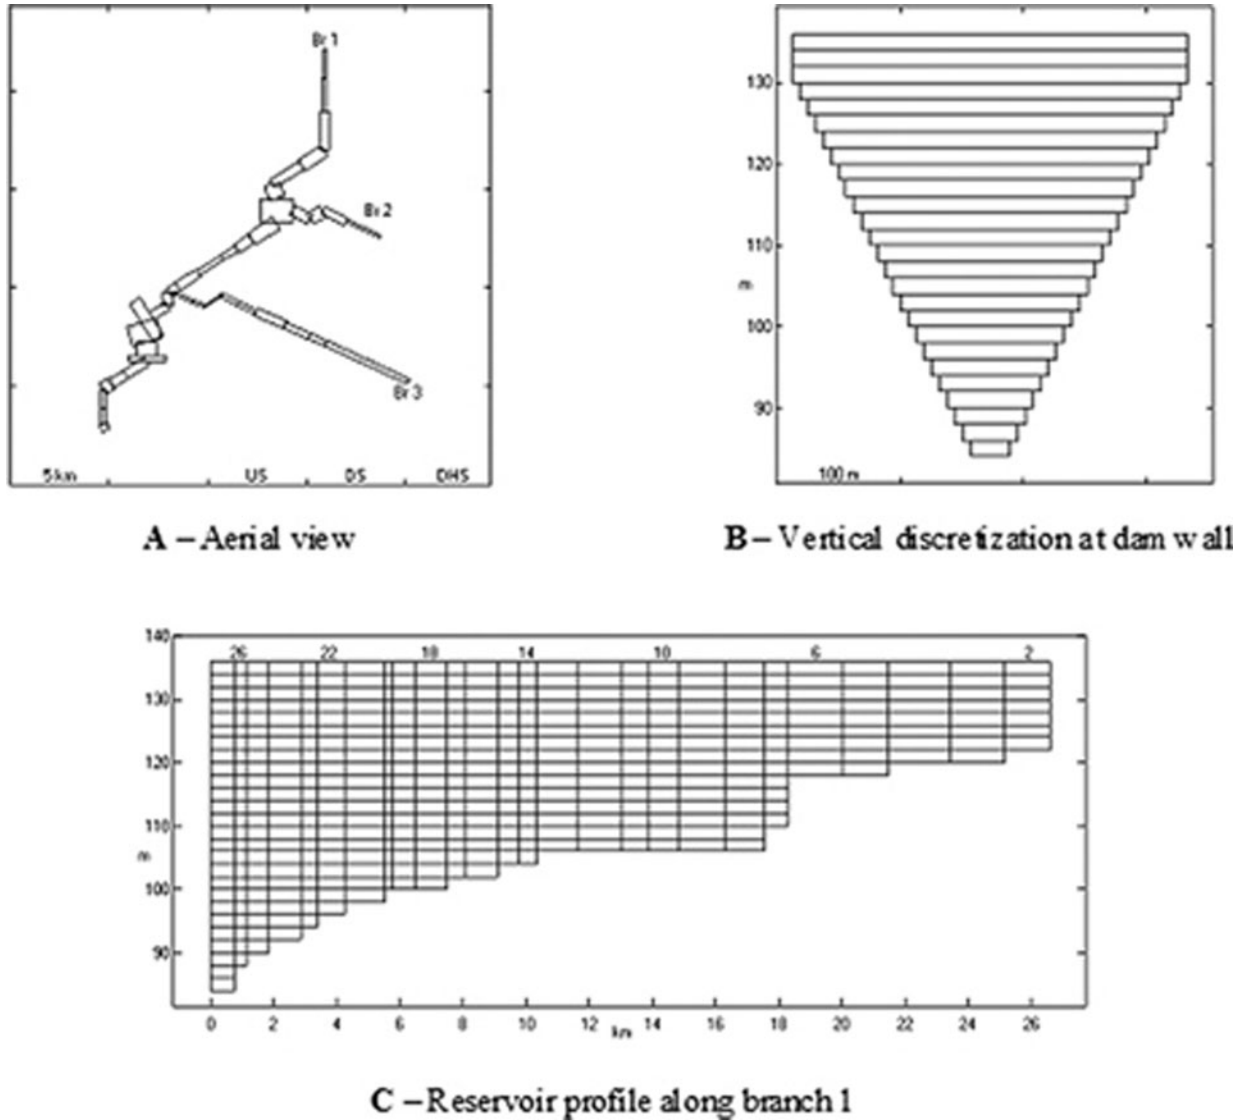 Br 1
Br 2
Br 3
5 km US DS DHS
A – Aerial view
130
120
110
m
100
90
100 m
B – Vertical discretization at dam wall
140
26 22 18 14 10 6 2
130
120
110
m
100
90
0 2 4 6 8 10 12 14 16 18 20 22 24 26
km
C – Reservoir profile along branch 1